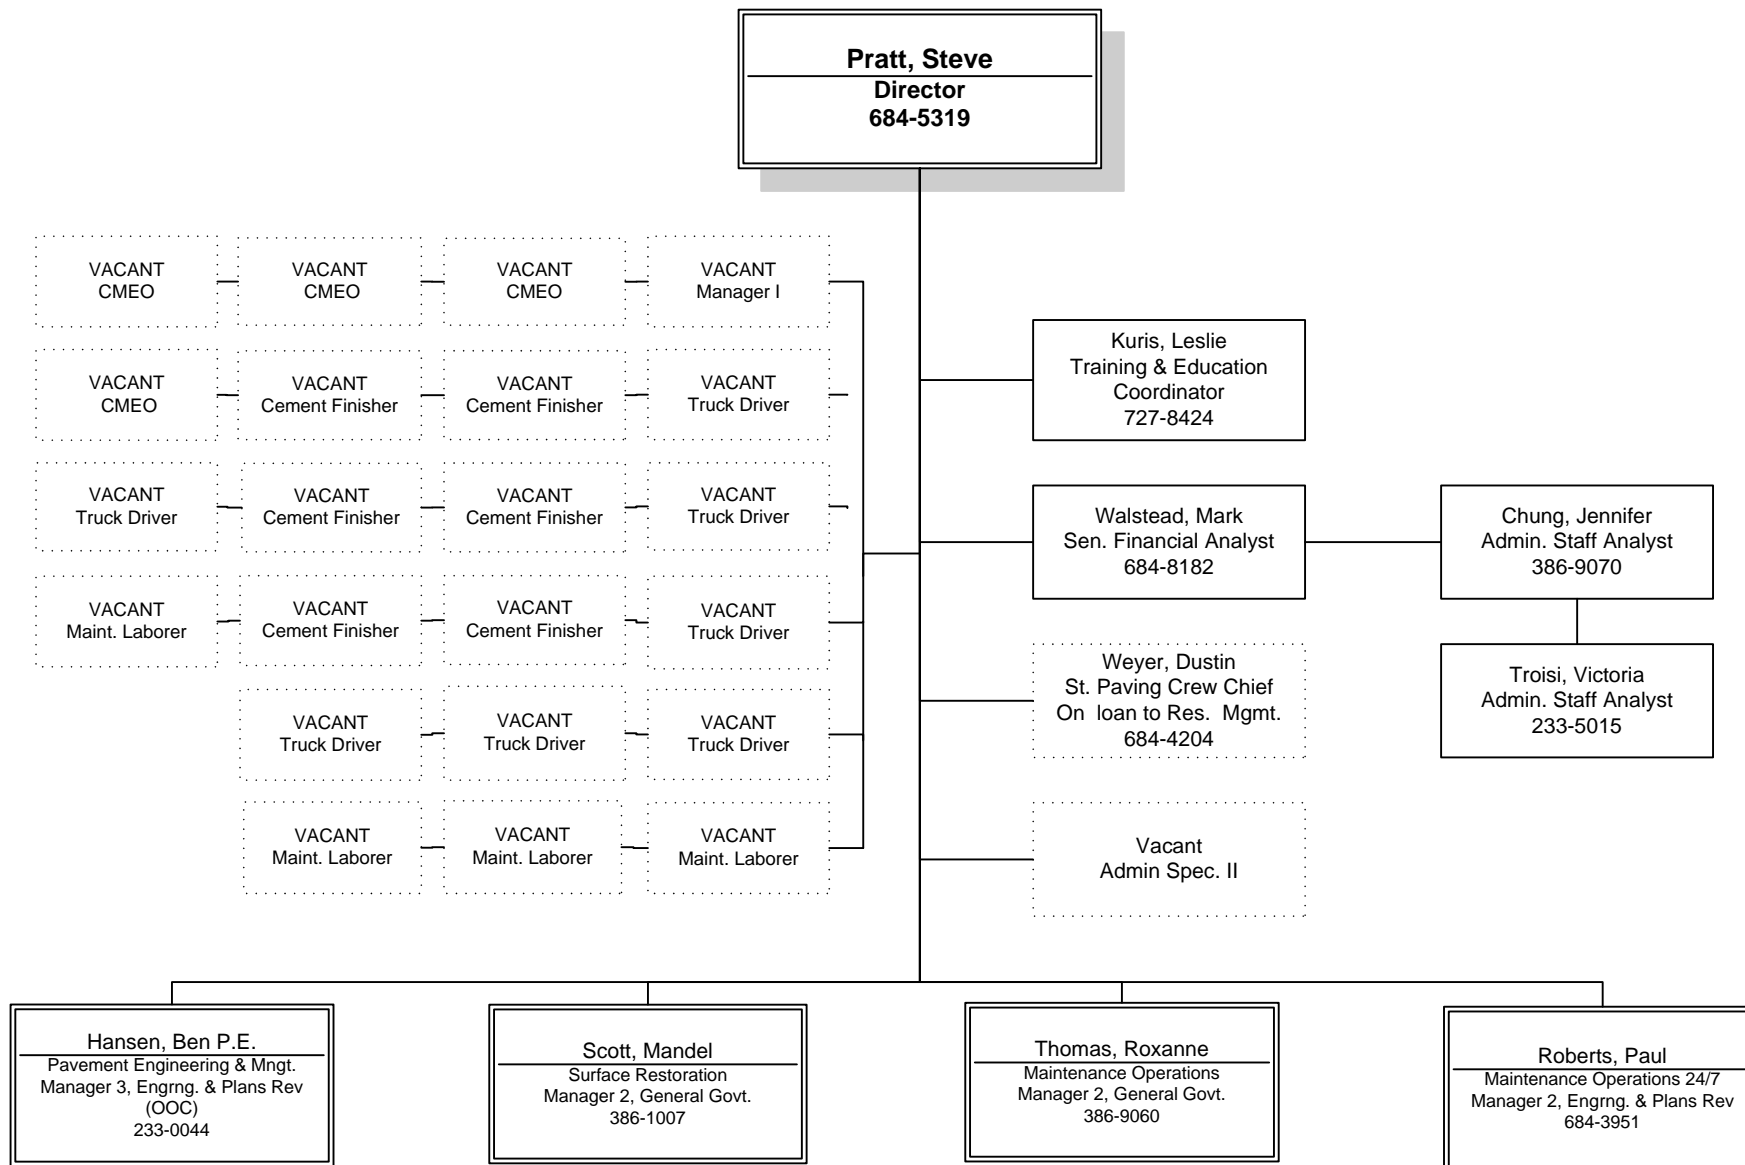 Pratt, Steve
Director
684-5319
VACANT
CMEO
VACANT
CMEO
VACANT
CMEO
VACANT
Manager I
VACANT
CMEO
VACANT
Cement Finisher
VACANT
Cement Finisher
VACANT
Truck Driver
VACANT
Truck Driver
VACANT
Cement Finisher
VACANT
Cement Finisher
VACANT
Truck Driver
VACANT
Maint. Laborer
VACANT
Cement Finisher
VACANT
Cement Finisher
VACANT
Truck Driver
VACANT
Truck Driver
VACANT
Truck Driver
VACANT
Truck Driver
VACANT
Maint. Laborer
VACANT
Maint. Laborer
VACANT
Maint. Laborer
Kuris, Leslie
Training & Education
Coordinator
727-8424
Walstead, Mark
Sen. Financial Analyst
684-8182
Chung, Jennifer
Admin. Staff Analyst
386-9070
Troisi, Victoria
Admin. Staff Analyst
233-5015
Weyer, Dustin
St. Paving Crew Chief
On loan to Res. Mgmt.
684-4204
Vacant
Admin Spec. II
Hansen, Ben P.E.
Pavement Engineering & Mngt.
Manager 3, Engrng. & Plans Rev
(OOC)
233-0044
Scott, Mandel
Surface Restoration
Manager 2, General Govt.
386-1007
Thomas, Roxanne
Maintenance Operations
Manager 2, General Govt.
386-9060
Roberts, Paul
Maintenance Operations 24/7
Manager 2, Engrng. & Plans Rev
684-3951